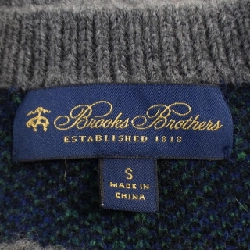 Brooks Brothers
ESTABLISHED 1818
S
MADE IN
CHINA